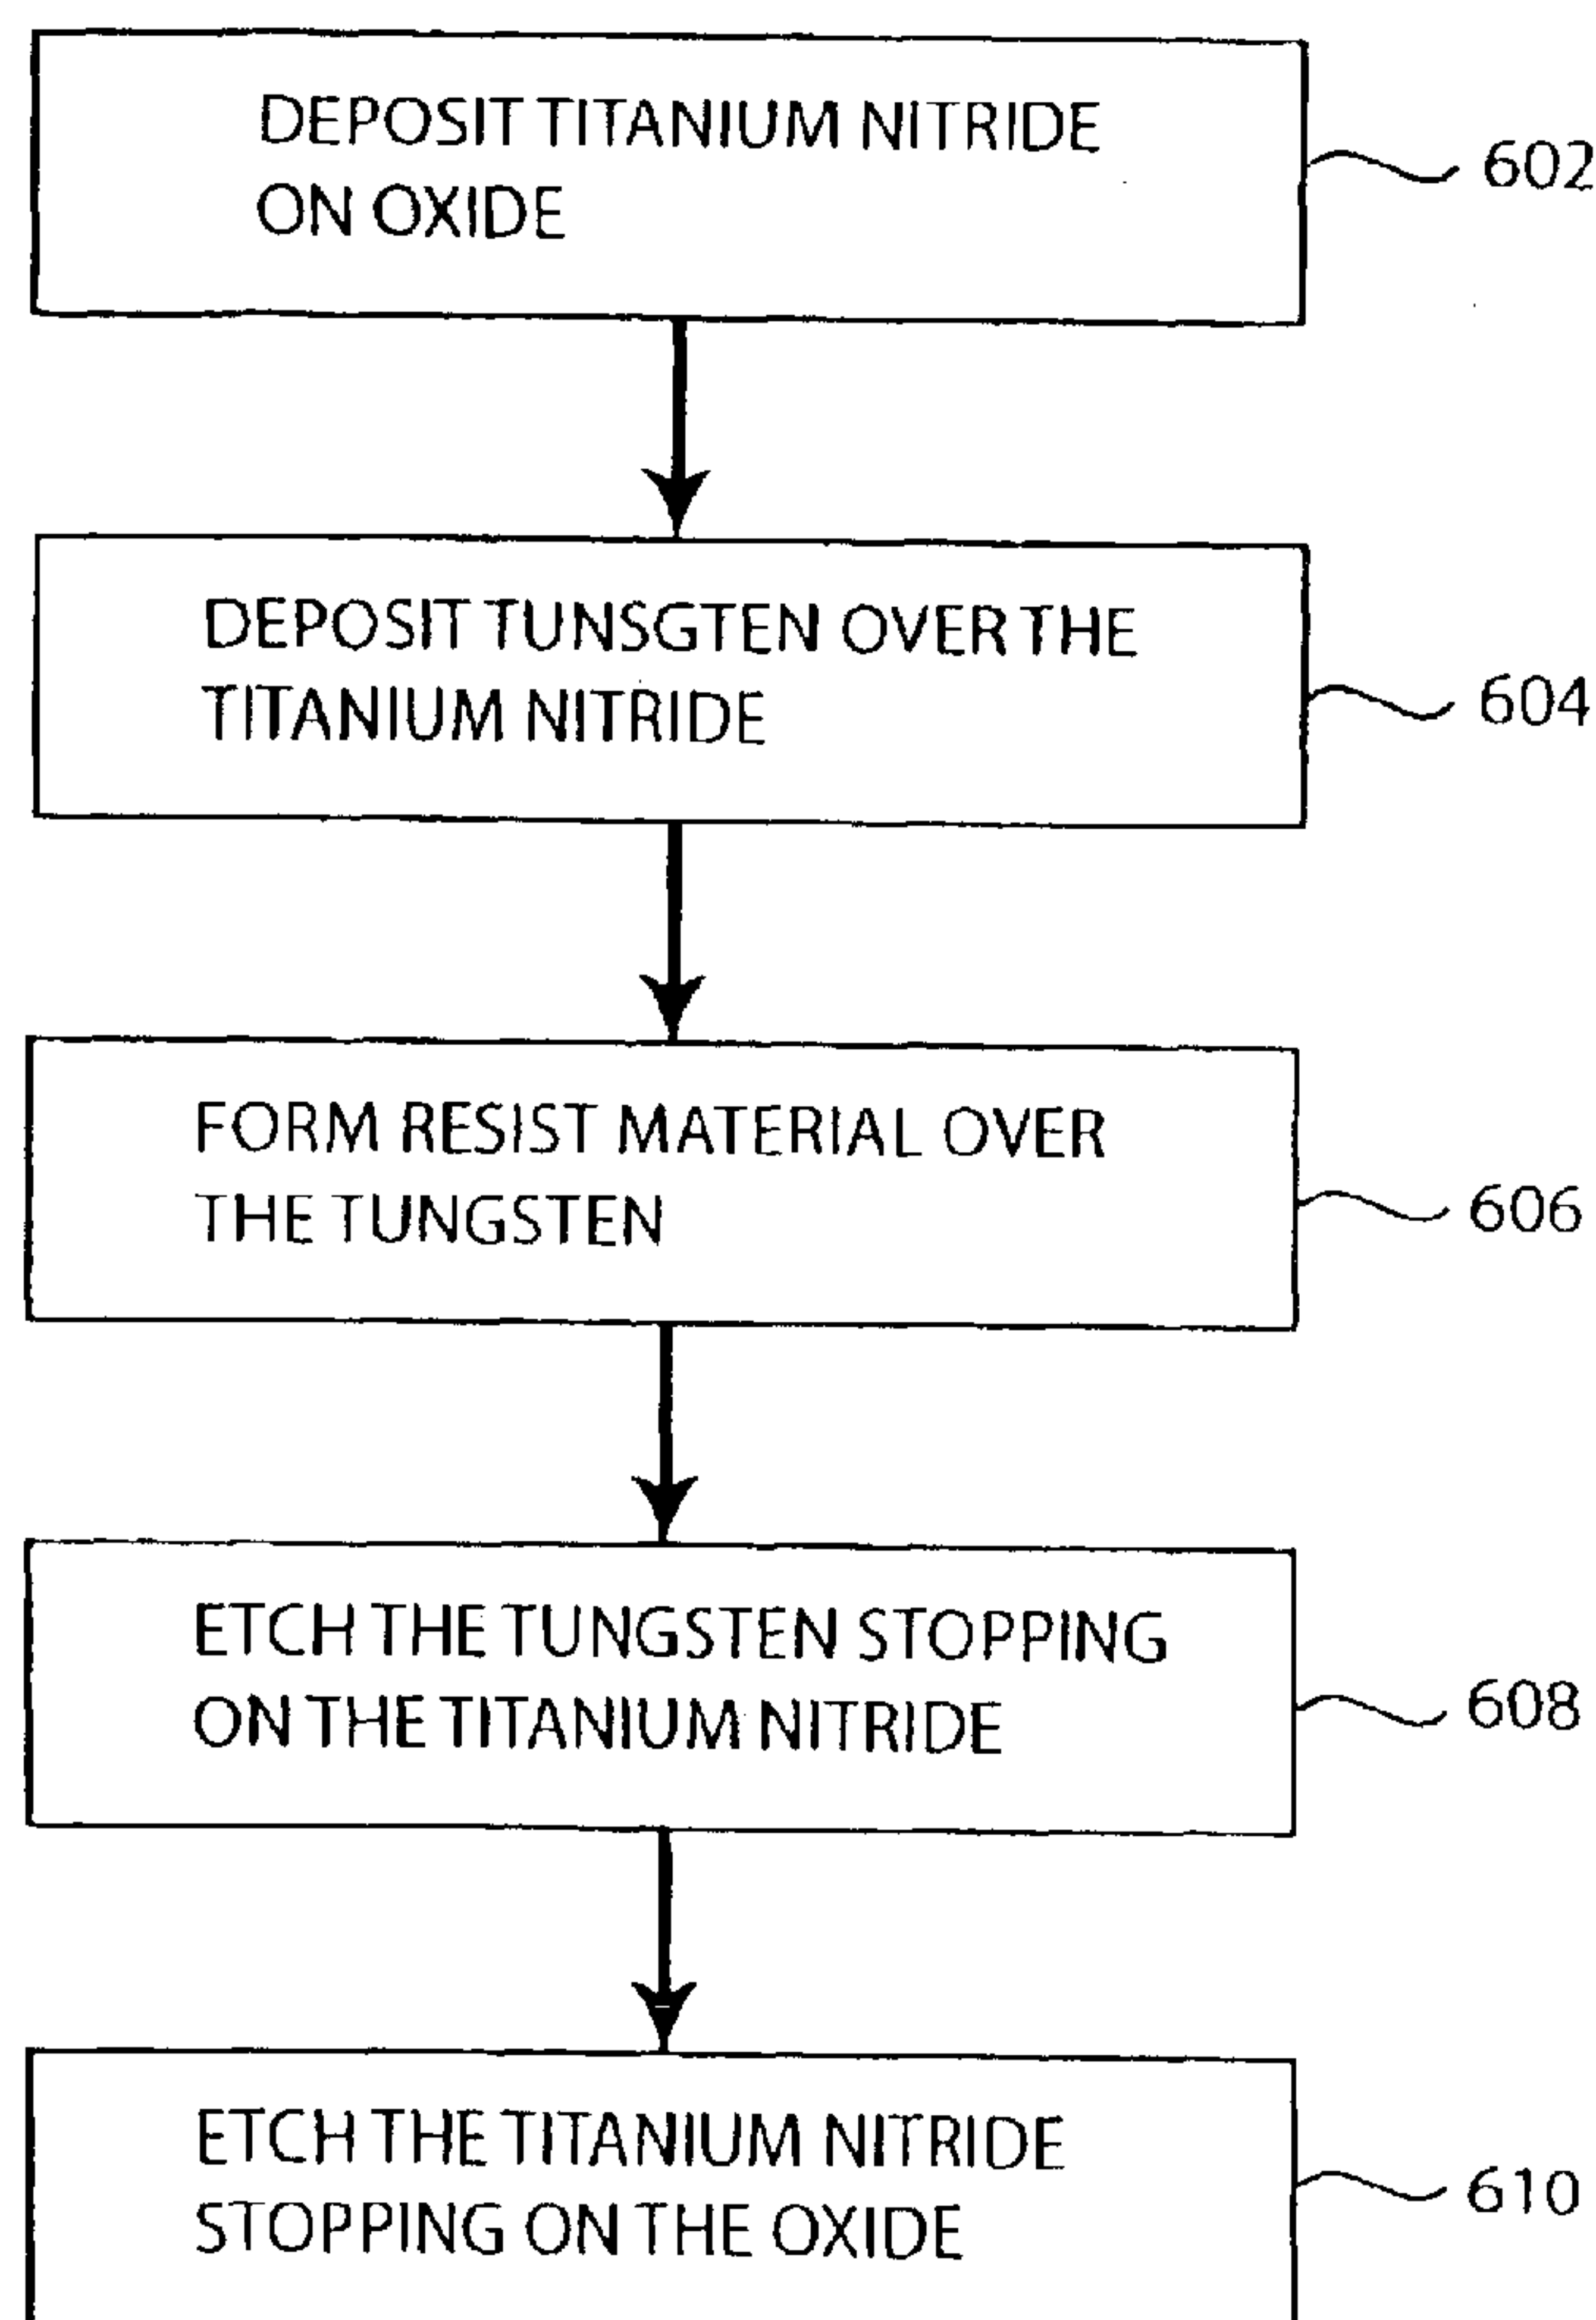 DEPOSIT TITANIUM NITRIDE
ON OXIDE
602
DEPOSIT TUNSGTEN OVER THE
TITANIUM NITRIDE
604
FORM RESIST MATERIAL OVER
THE TUNGSTEN
606
ETCH THE TUNGSTEN STOPPING
ON THE TITANIUM NITRIDE
608
ETCH THE TITANIUM NITRIDE
STOPPING ON THE OXIDE
610